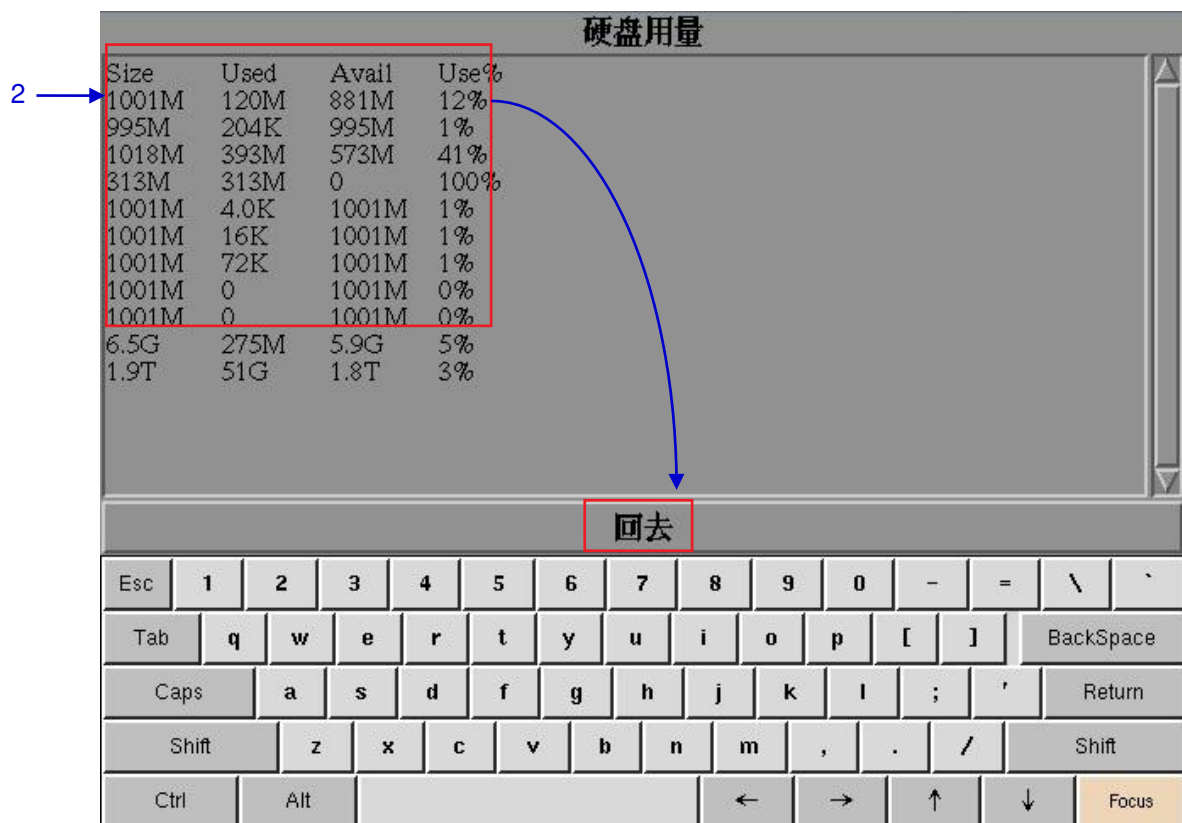 硬盘用量
Size Used Avail Use%
2
1001M 120M 881M 12%
995M 204K 995M 1%
1018M 393M 573M 41%
313M 313M 0 100%
1001M 4.0K 1001M 1%
1001M 16K 1001M 1%
1001M 72K 1001M 1%
1001M 0 1001M 0%
1001M 0 1001M 0%
6.5G 275M 5.9G 5%
1.9T 51G 1.8T 3%
回去
Esc 1 2 3 4 5 6 7 8 9 0 - = \ `
Tab q w e r t y u i o p [ ] BackSpace
Caps a s d f g h j k l ; ' Return
Shift z x c v b n m , . / Shift
Ctrl Alt ← → ↑ ↓ Focus